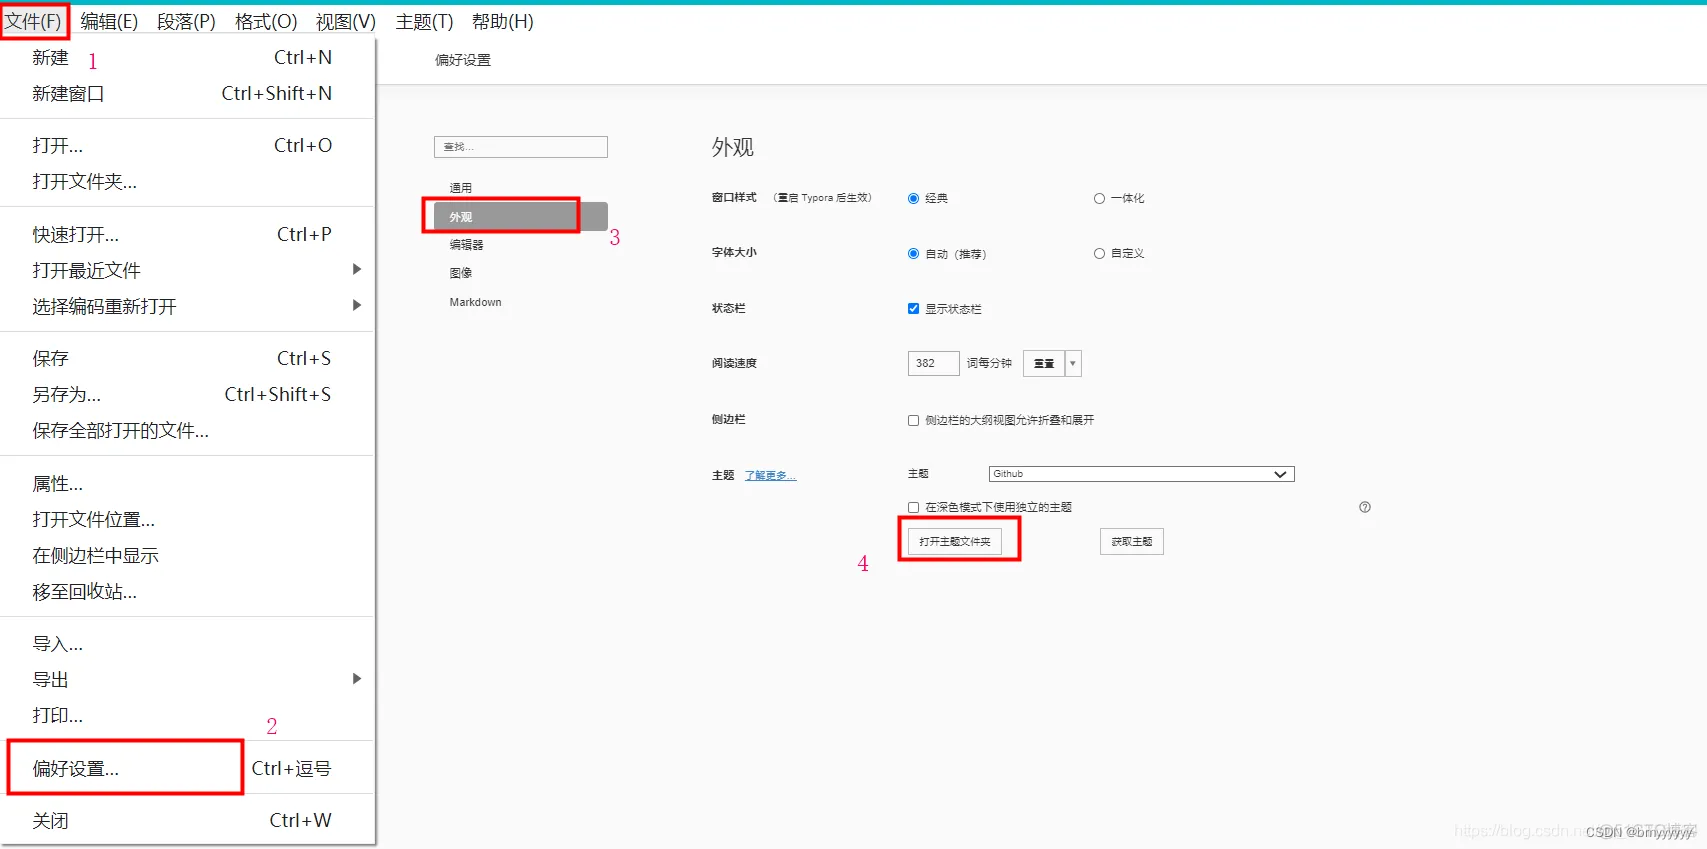 文件(F) 编辑(E) 段落(P) 格式(O) 视图(V) 主题(T) 帮助(H)
新建 1 Ctrl+N
新建窗口 Ctrl+Shift+N
打开... Ctrl+O
打开文件夹...
快速打开... Ctrl+P
打开最近文件
选择编码重新打开
保存 Ctrl+S
另存为... Ctrl+Shift+S
保存全部打开的文件...
属性...
打开文件位置...
在侧边栏中显示
移至回收站...
导入...
导出
打印...
2
偏好设置... Ctrl+逗号
关闭 Ctrl+W
偏好设置
查找...
通用
外观
3
编辑器
图像
Markdown
外观
窗口样式 （重启 Typora 后生效） 经典 一体化
字体大小 自动（推荐） 自定义
状态栏 显示状态栏
阅读速度 382 词每分钟 重置
侧边栏 侧边栏的大纲视图允许折叠和展开
主题 了解更多... 主题 Github
在深色模式下使用独立的主题
打开主题文件夹 获取主题
4
https://blog.csdn.ne
CSDN @bmyyyyyy